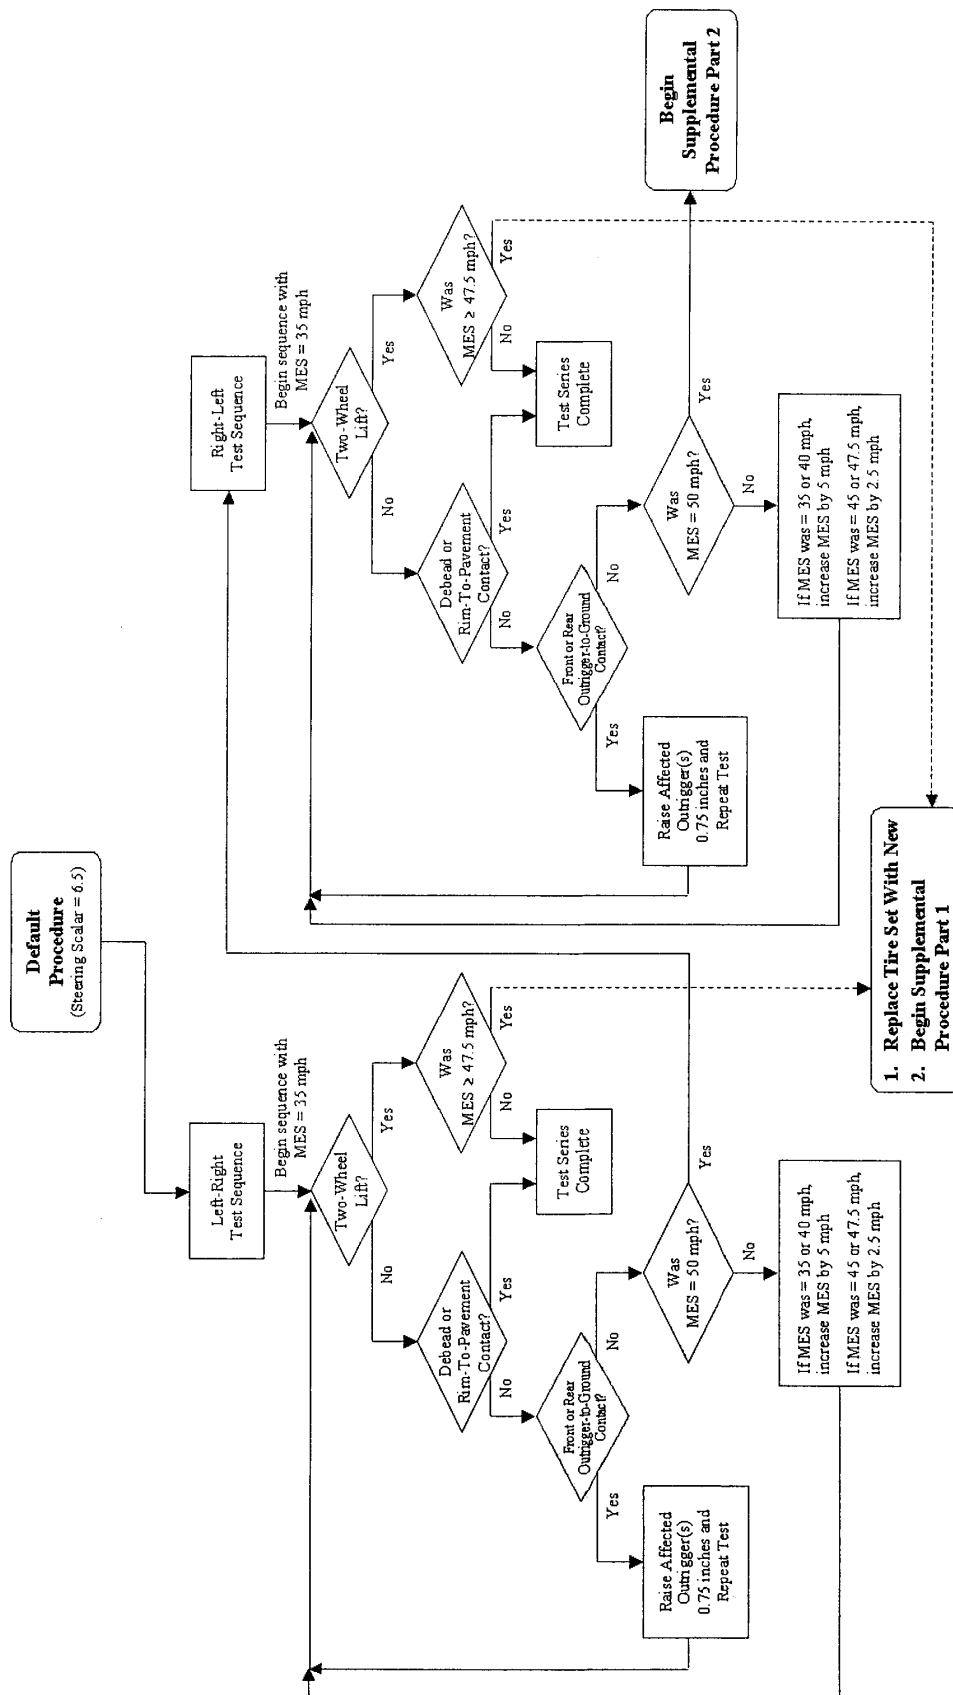 Default
Procedure
(Steering Scalar = 6.5)
Left-Right
Test Sequence
Begin sequence with
MES = 35 mph
Two-Wheel
Lift?
No
Yes
Debead or
Rim-To-Pavement
Contact?
No
Yes
Was
MES ≥ 47.5 mph?
No
Yes
Front or Rear
Outrigger-to-Ground
Contact?
Yes
No
Test Series
Complete
Raise Affected
Outrigger(s)
0.75 inches and
Repeat Test
Was
MES = 50 mph?
Yes
No
If MES was = 35 or 40 mph,
increase MES by 5 mph
If MES was = 45 or 47.5 mph,
increase MES by 2.5 mph
1. Replace Tire Set With New
2. Begin Supplemental
Procedure Part 1
Right-Left
Test Sequence
Begin sequence with
MES = 35 mph
Two-Wheel
Lift?
No
Yes
Debead or
Rim-To-Pavement
Contact?
No
Yes
Was
MES ≥ 47.5 mph?
No
Yes
Front or Rear
Outrigger-to-Ground
Contact?
Yes
No
Test Series
Complete
Raise Affected
Outrigger(s)
0.75 inches and
Repeat Test
Was
MES = 50 mph?
Yes
No
If MES was = 35 or 40 mph,
increase MES by 5 mph
If MES was = 45 or 47.5 mph,
increase MES by 2.5 mph
Begin
Supplemental
Procedure Part 2